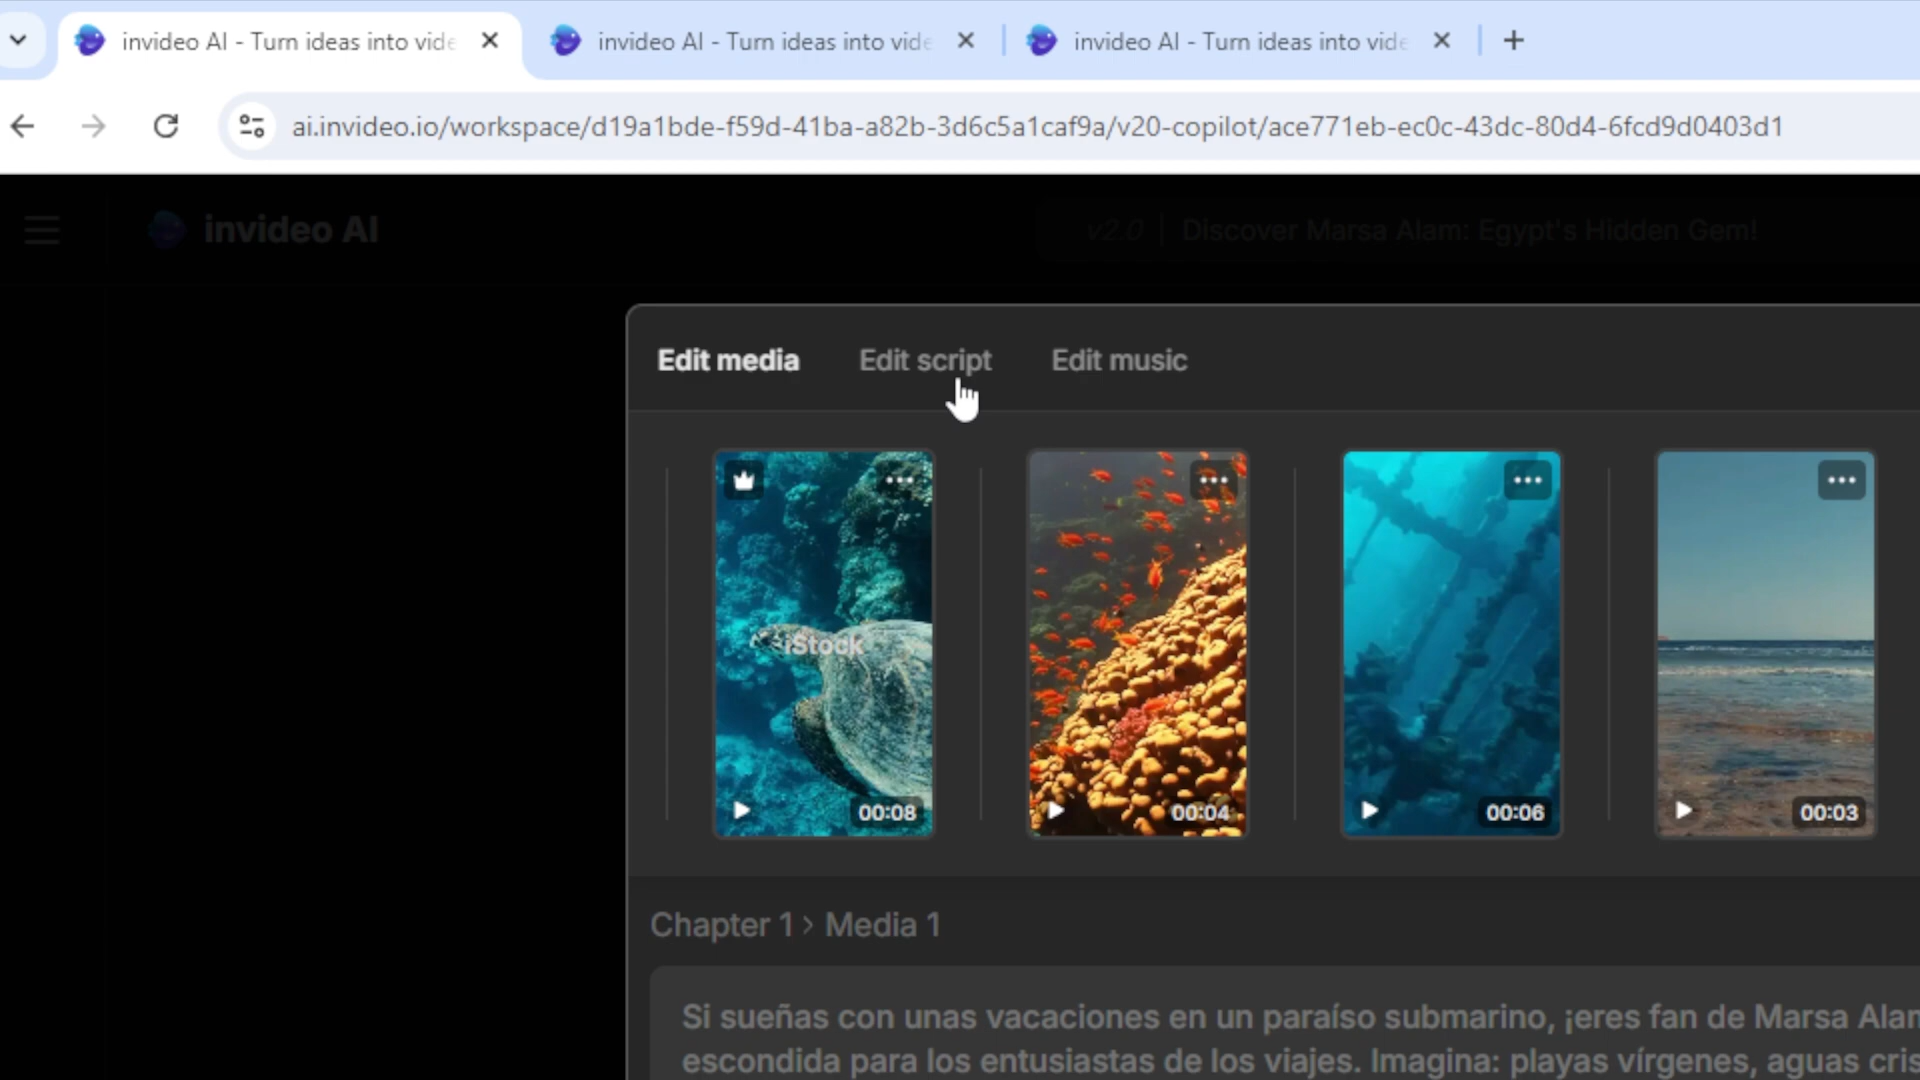 invideo AI - Turn ideas into vide
invideo AI - Turn ideas into vide
invideo AI - Turn ideas into vide
ai.invideo.io/workspace/d19a1bde-f59d-41ba-a82b-3d6c5a1caf9a/v20-copilot/ace771eb-ec0c-43dc-80d4-6fcd9d0403d1
invideo AI
v2.0 | Discover Marsa Alam: Egypt's Hidden Gem!
Edit media
Edit script
Edit music
iStock
00:08
00:04
00:06
00:03
Chapter 1 > Media 1
Si sueñas con unas vacaciones en un paraíso submarino, ¡eres fan de Marsa Alam
escondida para los entusiastas de los viajes. Imagina: playas vírgenes, aguas cris